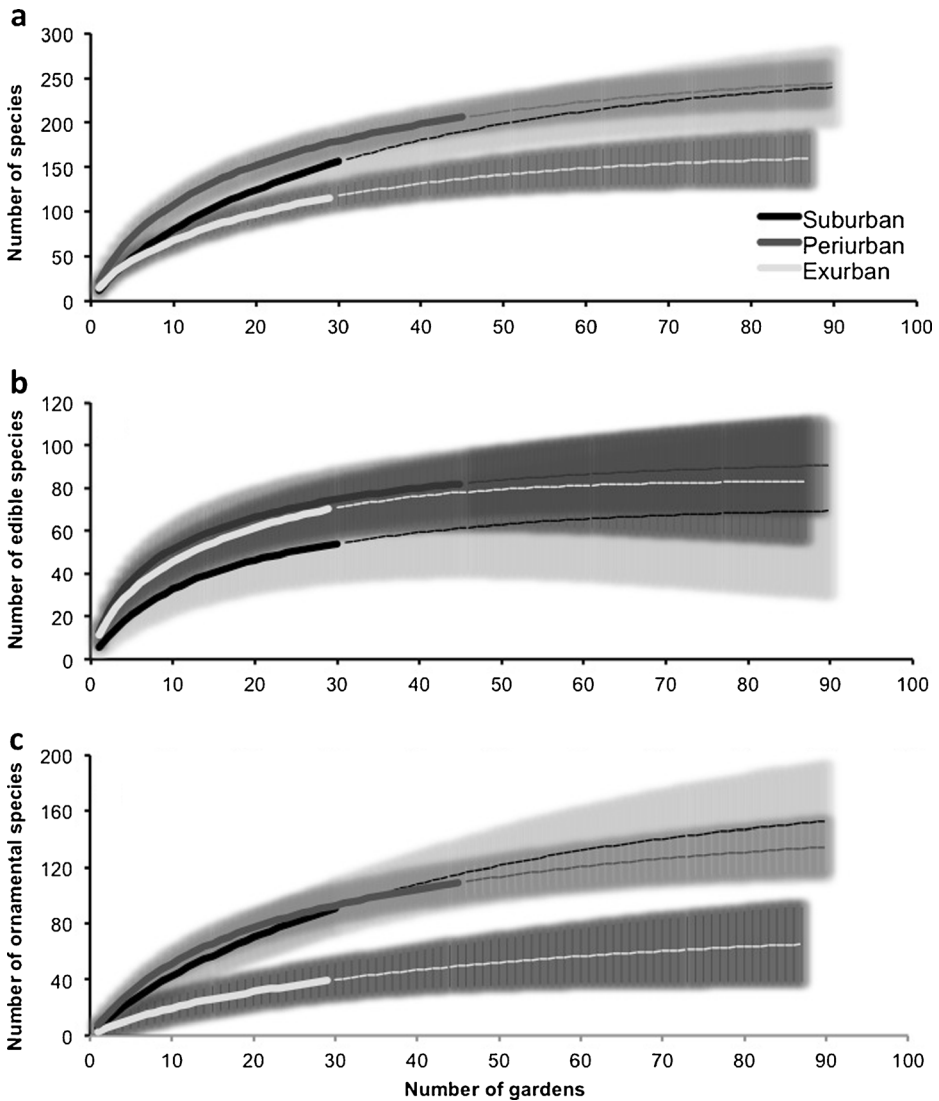 a
Number of species
300
250
200
150
100
50
0
0 10 20 30 40 50 60 70 80 90 100
Suburban
Periurban
Exurban
b
Number of edible species
120
100
80
60
40
20
0
0 10 20 30 40 50 60 70 80 90 100
c
Number of ornamental species
200
160
120
80
40
0
0 10 20 30 40 50 60 70 80 90 100
Number of gardens